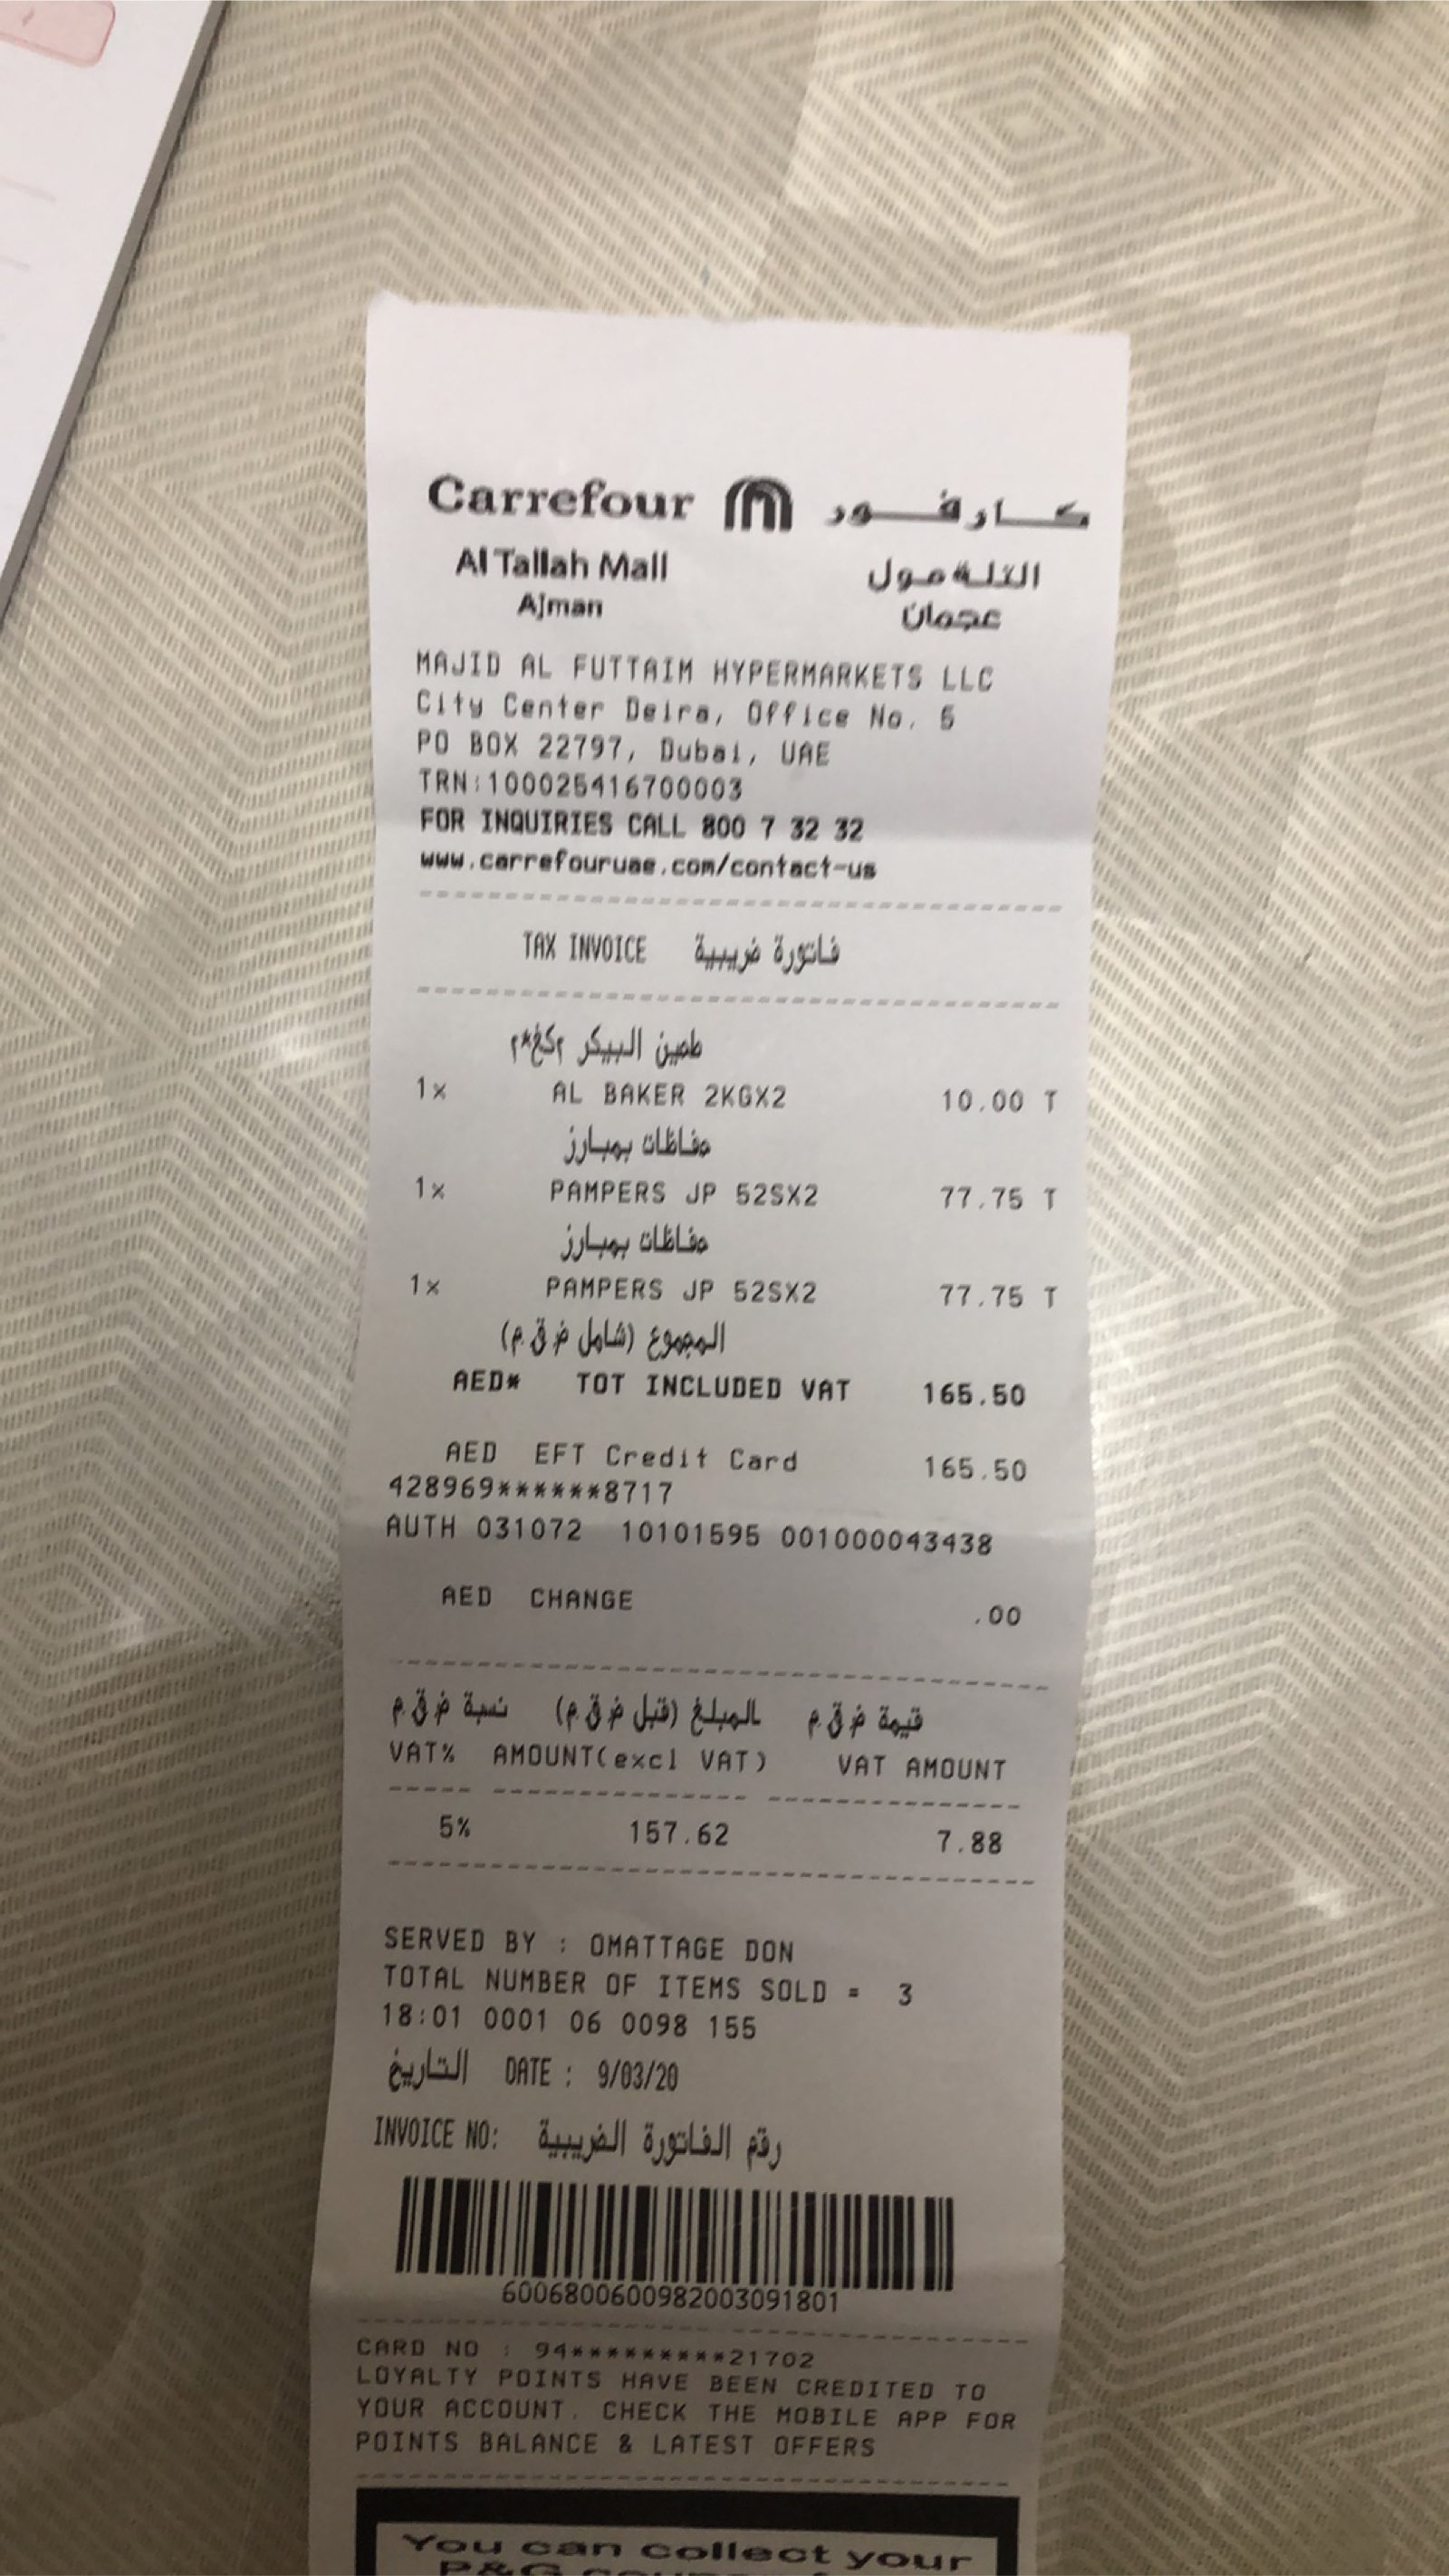 Carrefour كارفور
Al Tallah Mall التلة مول
Ajman عجمان
MAJID AL FUTTAIM HYPERMARKETS LLC
City Center Deira, Office No. 5
PO BOX 22797, Dubai, UAE
TRN:100025416700003
FOR INQUIRIES CALL 800 7 32 32
www.carrefouruae.com/contact-us
TAX INVOICE فاتورة ضريبية
طحين البيكر ٢كغ*٢
1x AL BAKER 2KGX2 10.00 T
حفاظات بمبارز
1x PAMPERS JP 52SX2 77.75 T
حفاظات بمبارز
1x PAMPERS JP 52SX2 77.75 T
المجموع (شامل ض ق م)
AED* TOT INCLUDED VAT 165.50
AED EFT Credit Card 165.50
428969******8717
AUTH 031072 10101595 001000043438
AED CHANGE .00
نسبة ض ق م المبلغ (قبل ض ق م) قيمة ض ق م
VAT% AMOUNT(excl VAT) VAT AMOUNT
5% 157.62 7.88
SERVED BY : OMATTAGE DON
TOTAL NUMBER OF ITEMS SOLD = 3
18:01 0001 06 0098 155
التاريخ DATE : 9/03/20
INVOICE NO: رقم الفاتورة الضريبية
6006800600982003091801
CARD NO : 94**********21702
LOYALTY POINTS HAVE BEEN CREDITED TO
YOUR ACCOUNT. CHECK THE MOBILE APP FOR
POINTS BALANCE & LATEST OFFERS
You can collect your
P&G